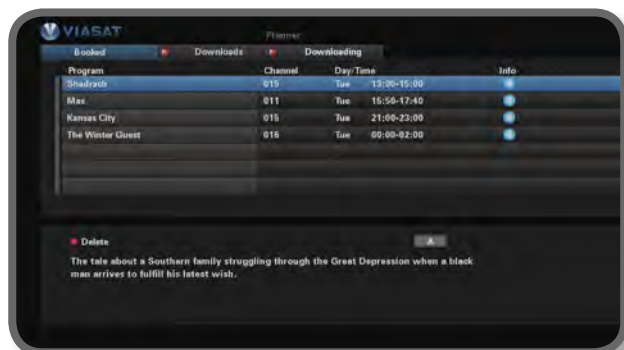 VIASAT
Planner
Booked Downloads Downloading
Program Channel Day/Time Info
Shadrach 015 Tue 13:00-15:00
Max 011 Tue 15:50-17:40
Kansas City 015 Tue 21:00-23:00
The Winter Guest 016 Tue 00:00-02:00
Delete A
The tale about a Southern family struggling through the Great Depression when a black
man arrives to fulfill his latest wish.